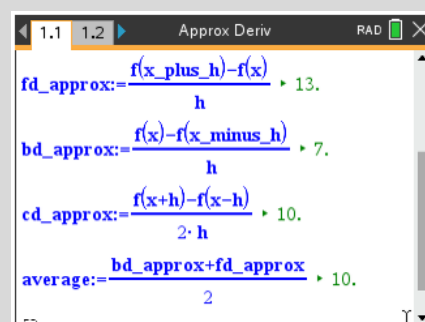 1.1 1.2 Approx Deriv RAD
fd_approx:=(f(x_plus_h)−f(x))/h ▸ 13.
bd_approx:=(f(x)−f(x_minus_h))/h ▸ 7.
cd_approx:=(f(x+h)−f(x−h))/(2·h) ▸ 10.
average:=(bd_approx+fd_approx)/2 ▸ 10.